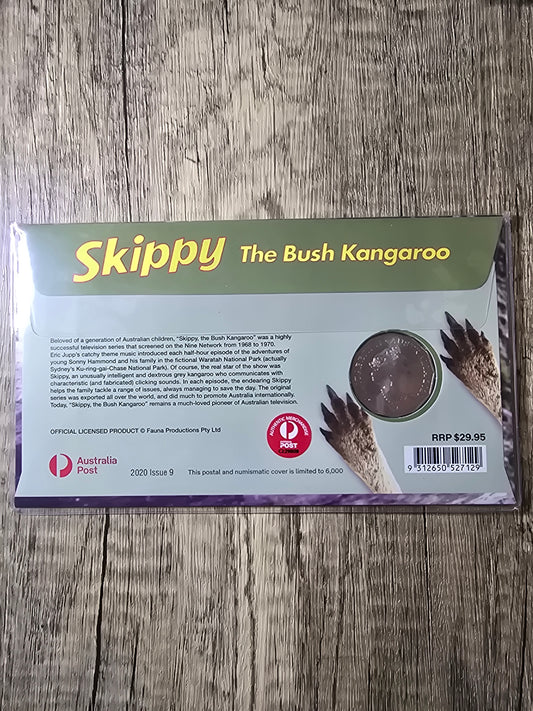 Skippy The Bush Kangaroo
Beloved of a generation of Australian children, "Skippy, the Bush Kangaroo" was a highly
successful television series that screened on the Nine Network from 1968 to 1970.
Eric Jupp's catchy theme music introduced each half-hour episode of the adventures of
young Sonny Hammond and his family in the fictional Waratah National Park (actually
Sydney's Ku-ring-gai-Chase National Park). Of course, the real star of the show was
Skippy, an unusually intelligent and dextrous grey kangaroo who communicates with
characteristic (and fabricated) clicking sounds. In each episode, the endearing Skippy
helps the family tackle a range of issues, always managing to save the day. The original
series was exported all over the world, and did much to promote Australia internationally.
Today, "Skippy, the Bush Kangaroo" remains a much-loved pioneer of Australian television.
OFFICIAL LICENSED PRODUCT © Fauna Productions Pty Ltd
AUTHENTIC MERCHANDISE
POST
RRP $29.95
Australia
Post
2020 Issue 9
This postal and numismatic cover is limited to 6,000
9 312650 527129